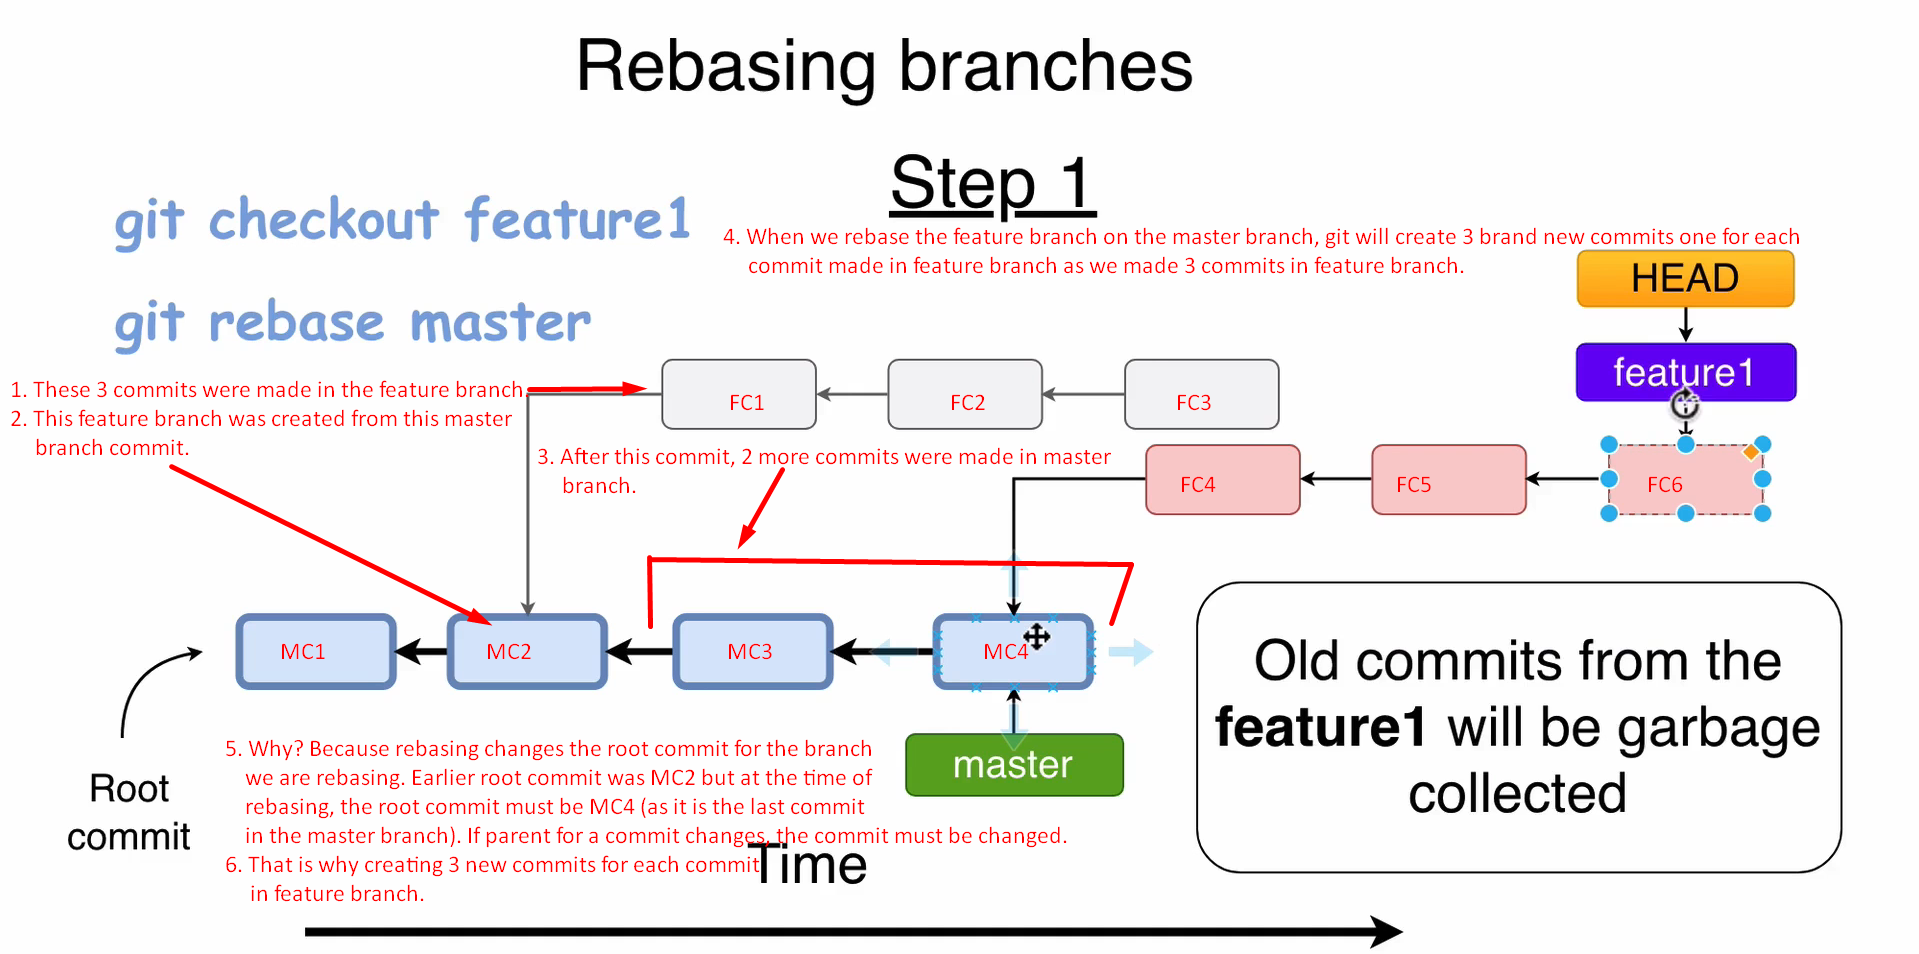 Rebasing branches
Step 1
git checkout feature1
git rebase master
4. When we rebase the feature branch on the master branch, git will create 3 brand new commits one for each
commit made in feature branch as we made 3 commits in feature branch.
HEAD
feature1
1. These 3 commits were made in the feature branch.
2. This feature branch was created from this master
branch commit.
FC1
FC2
FC3
3. After this commit, 2 more commits were made in master
branch.
FC4
FC5
FC6
MC1
MC2
MC3
MC4
master
Root
commit
5. Why? Because rebasing changes the root commit for the branch
we are rebasing. Earlier root commit was MC2 but at the time of
rebasing, the root commit must be MC4 (as it is the last commit
in the master branch). If parent for a commit changes, the commit must be changed.
6. That is why creating 3 new commits for each commit
in feature branch.
Time
Old commits from the
feature1 will be garbage
collected